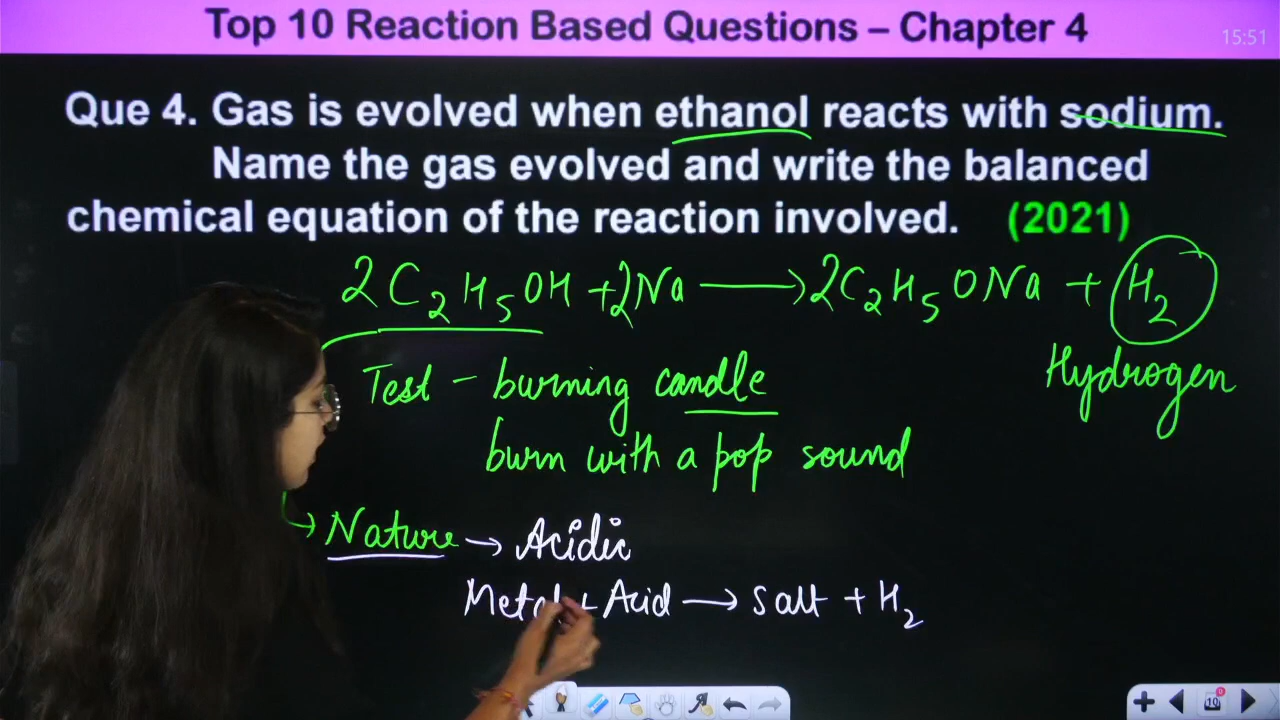 Top 10 Reaction Based Questions – Chapter 4
15:51
Que 4. Gas is evolved when ethanol reacts with sodium.
Name the gas evolved and write the balanced
chemical equation of the reaction involved. (2021)
2C₂H₅OH + 2Na ⟶ 2C₂H₅ONa + H₂
Hydrogen
Test – burning candle
burn with a pop sound
→ Nature → Acidic
Metal + Acid ⟶ Salt + H₂
10